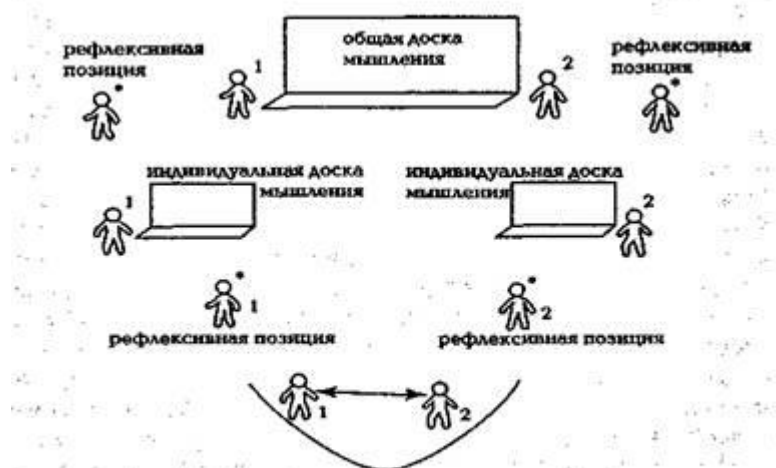 рефлексивная
позиция
*
1
общая доска
мышления
2
рефлексивная
позиция
*
индивидуальная доска
мышления
1
индивидуальная доска
мышления
2
*
1
рефлексивная позиция
*
2
рефлексивная позиция
1
2